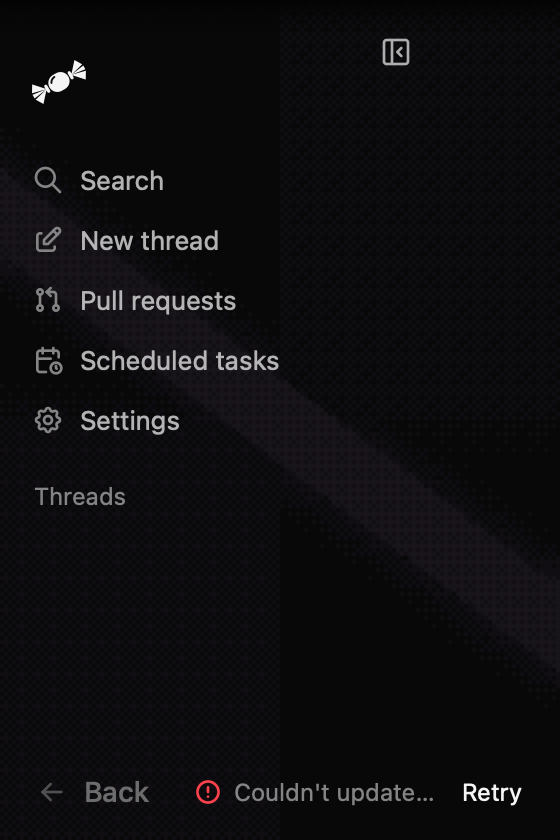 Search
New thread
Pull requests
Scheduled tasks
Settings
Threads
Back
Couldn't update...
Retry